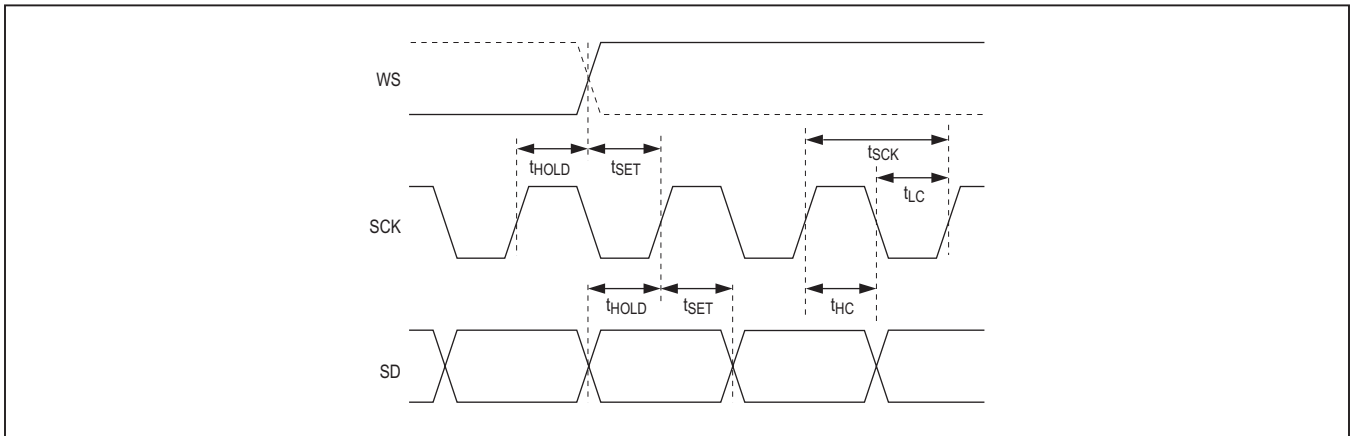 WS
tHOLD tSET
tSCK
tLC
SCK
tHOLD tSET
tHC
SD